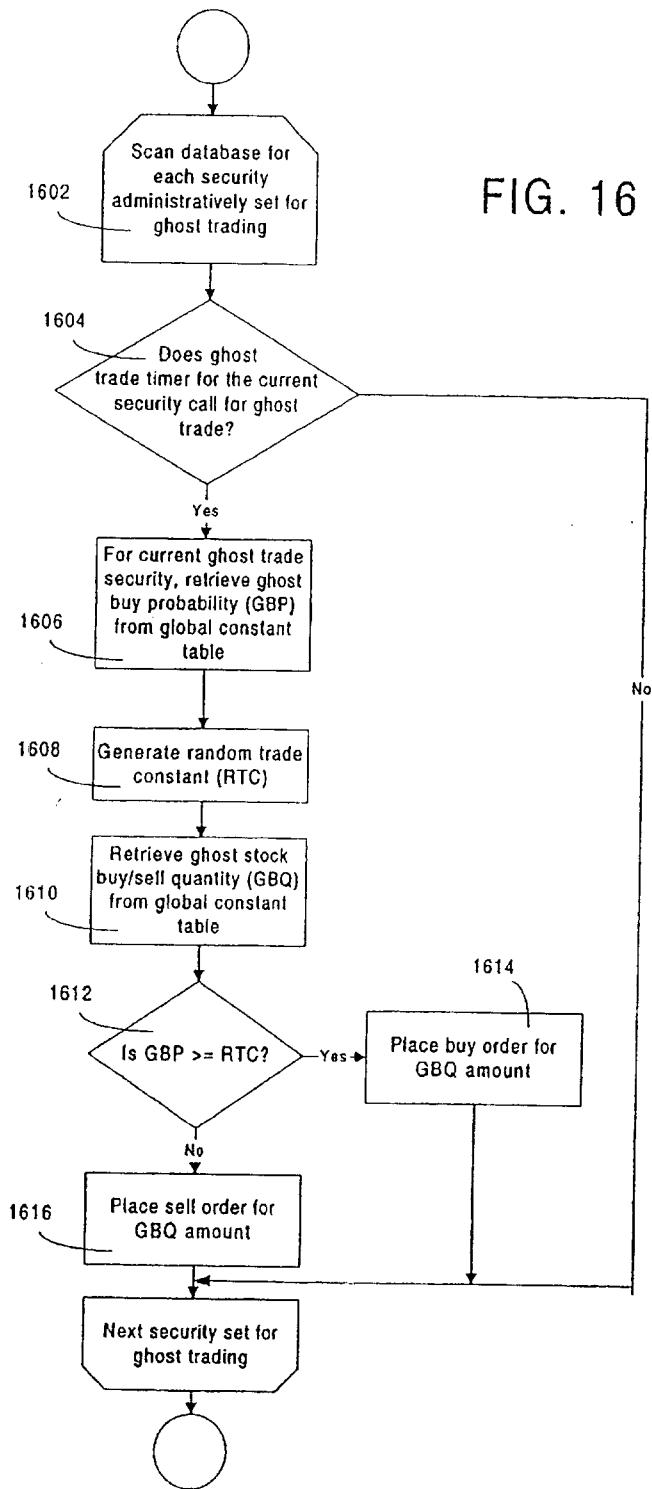 Scan database for
each security
administratively set for
ghost trading
1602
FIG. 16
1604
Does ghost
trade timer for the current
security call for ghost
trade?
Yes
No
For current ghost trade
security, retrieve ghost
buy probability (GBP)
from global constant
table
1606
Generate random trade
constant (RTC)
1608
Retrieve ghost stock
buy/sell quantity (GBQ)
from global constant
table
1610
1612
Is GBP >= RTC?
Yes
1614
Place buy order for
GBQ amount
No
Place sell order for
GBQ amount
1616
Next security set for
ghost trading